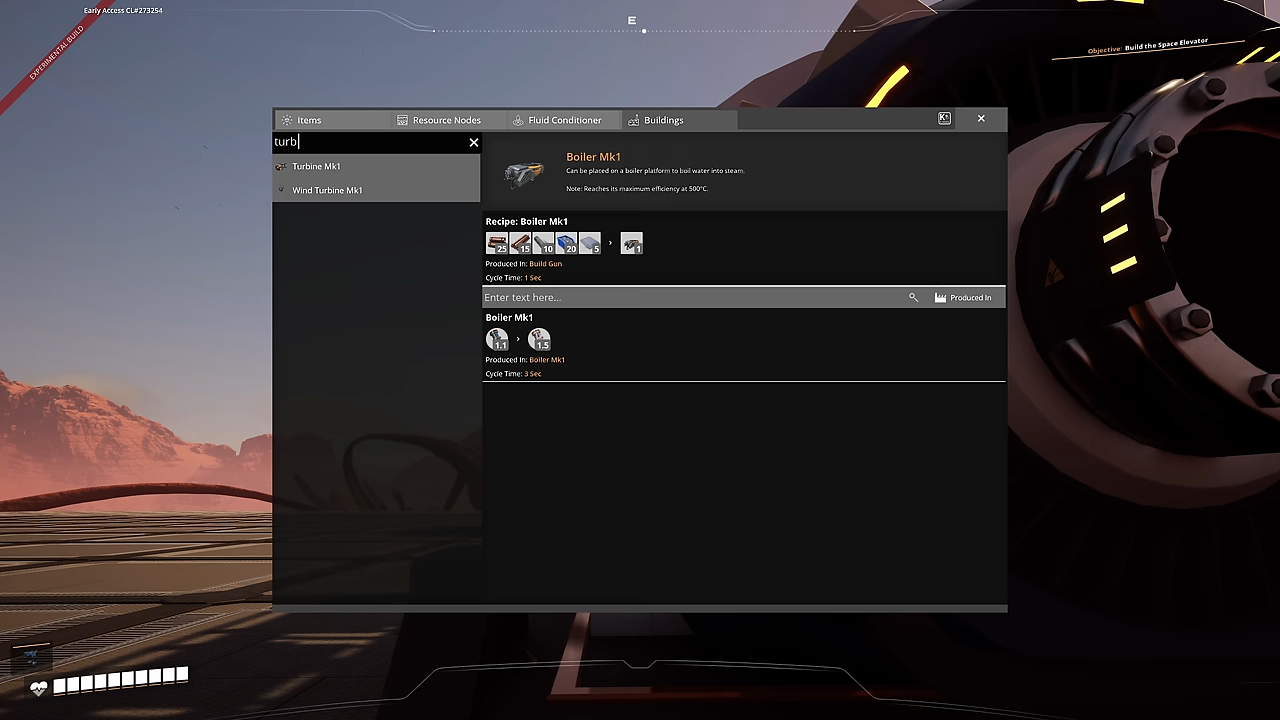 Early Access CL#273254
EXPERIMENTAL BUILD
E
Objective: Build the Space Elevator
Items
Resource Nodes
Fluid Conditioner
Buildings
K
turb
Turbine Mk1
Wind Turbine Mk1
Boiler Mk1
Can be placed on a boiler platform to boil water into steam.
Note: Reaches its maximum efficiency at 500°C.
Recipe: Boiler Mk1
25 15 10 20 5 › 1
Produced In: Build Gun
Cycle Time: 1 Sec
Enter text here...
Produced In
Boiler Mk1
1.1 › 1.5
Produced In: Boiler Mk1
Cycle Time: 3 Sec